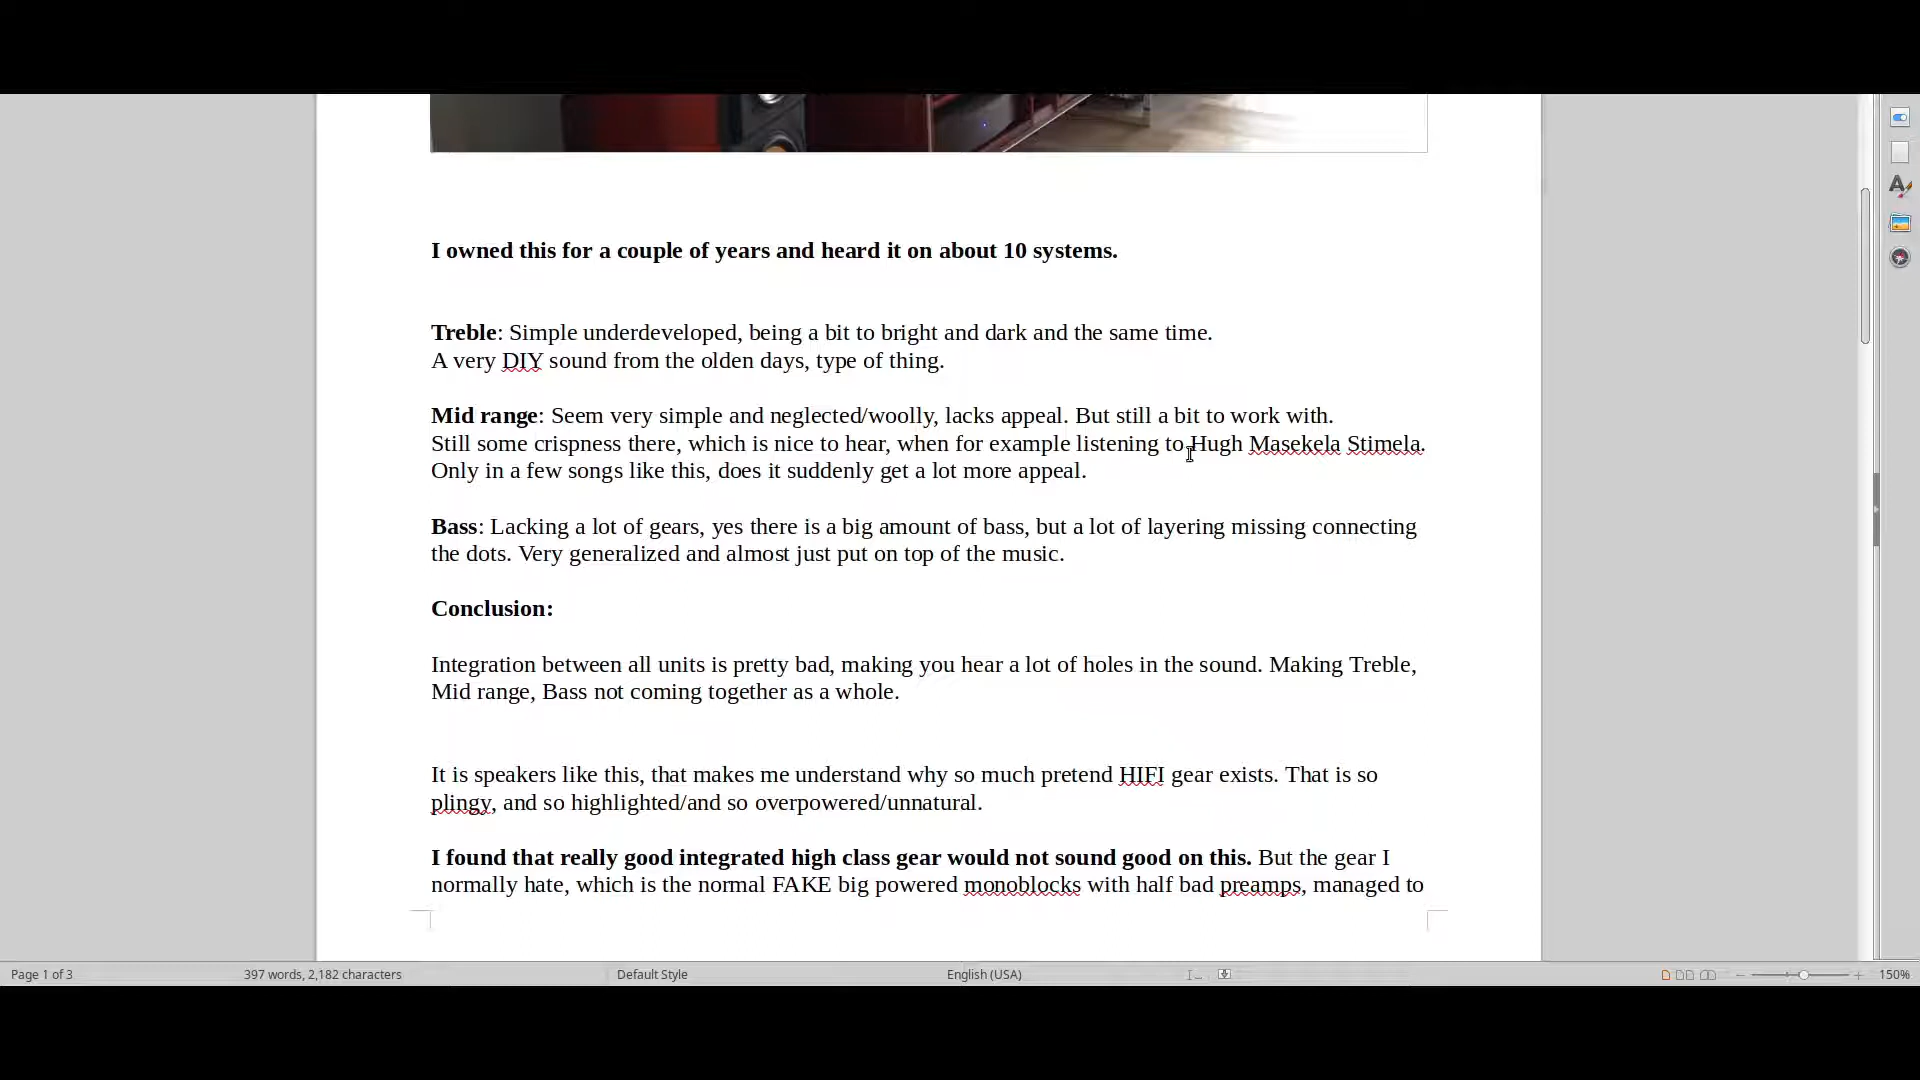 I owned this for a couple of years and heard it on about 10 systems.
Treble: Simple underdeveloped, being a bit to bright and dark and the same time.
A very DIY sound from the olden days, type of thing.
Mid range: Seem very simple and neglected/woolly, lacks appeal. But still a bit to work with.
Still some crispness there, which is nice to hear, when for example listening to Hugh Masekela Stimela.
Only in a few songs like this, does it suddenly get a lot more appeal.
Bass: Lacking a lot of gears, yes there is a big amount of bass, but a lot of layering missing connecting
the dots. Very generalized and almost just put on top of the music.
Conclusion:
Integration between all units is pretty bad, making you hear a lot of holes in the sound. Making Treble,
Mid range, Bass not coming together as a whole.
It is speakers like this, that makes me understand why so much pretend HIFI gear exists. That is so
plingy, and so highlighted/and so overpowered/unnatural.
I found that really good integrated high class gear would not sound good on this. But the gear I
normally hate, which is the normal FAKE big powered monoblocks with half bad preamps, managed to
Page 1 of 3 397 words, 2,182 characters Default Style English (USA) 150%